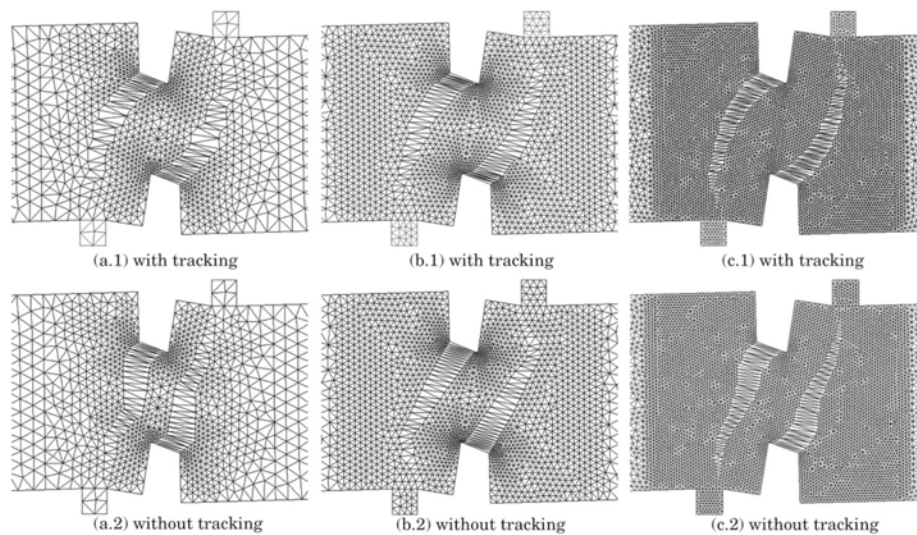 (a.1) with tracking
(b.1) with tracking
(c.1) with tracking
(a.2) without tracking
(b.2) without tracking
(c.2) without tracking